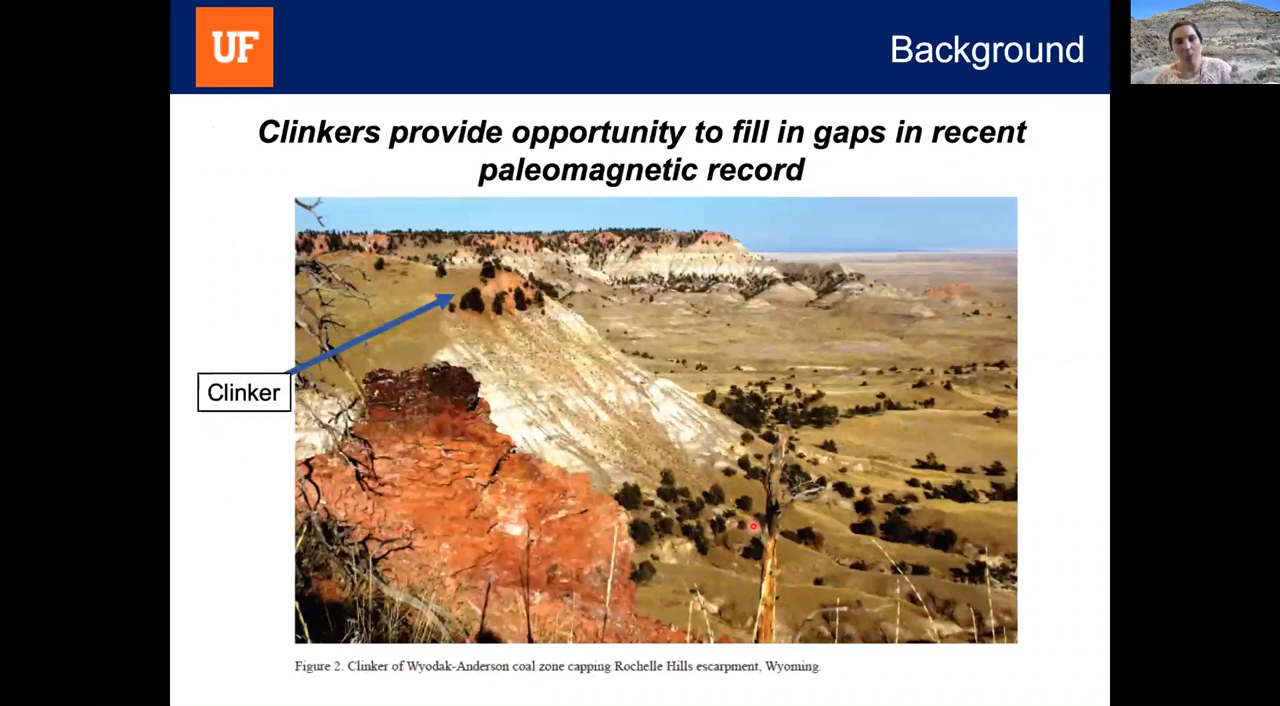 UF
Background
Clinkers provide opportunity to fill in gaps in recent
paleomagnetic record
Clinker
Figure 2. Clinker of Wyodak-Anderson coal zone capping Rochelle Hills escarpment, Wyoming.